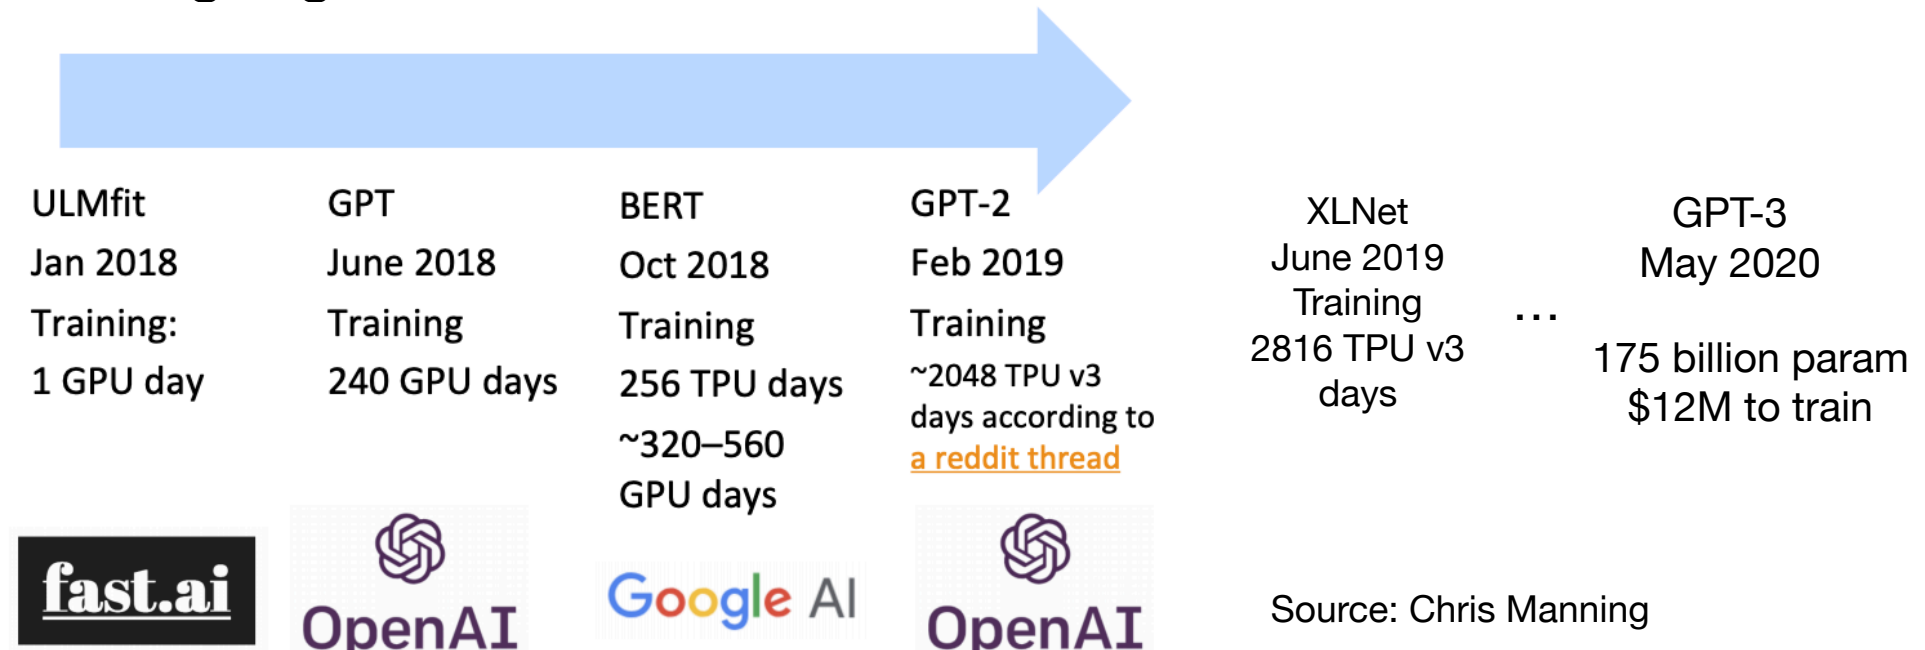 ULMfit
Jan 2018
Training:
1 GPU day
GPT
June 2018
Training
240 GPU days
BERT
Oct 2018
Training
256 TPU days
~320–560
GPU days
GPT-2
Feb 2019
Training
~2048 TPU v3
days according to
a reddit thread
XLNet
June 2019
Training
2816 TPU v3
days
...
GPT-3
May 2020
175 billion param
$12M to train
fast.ai
OpenAI
Google AI
OpenAI
Source: Chris Manning